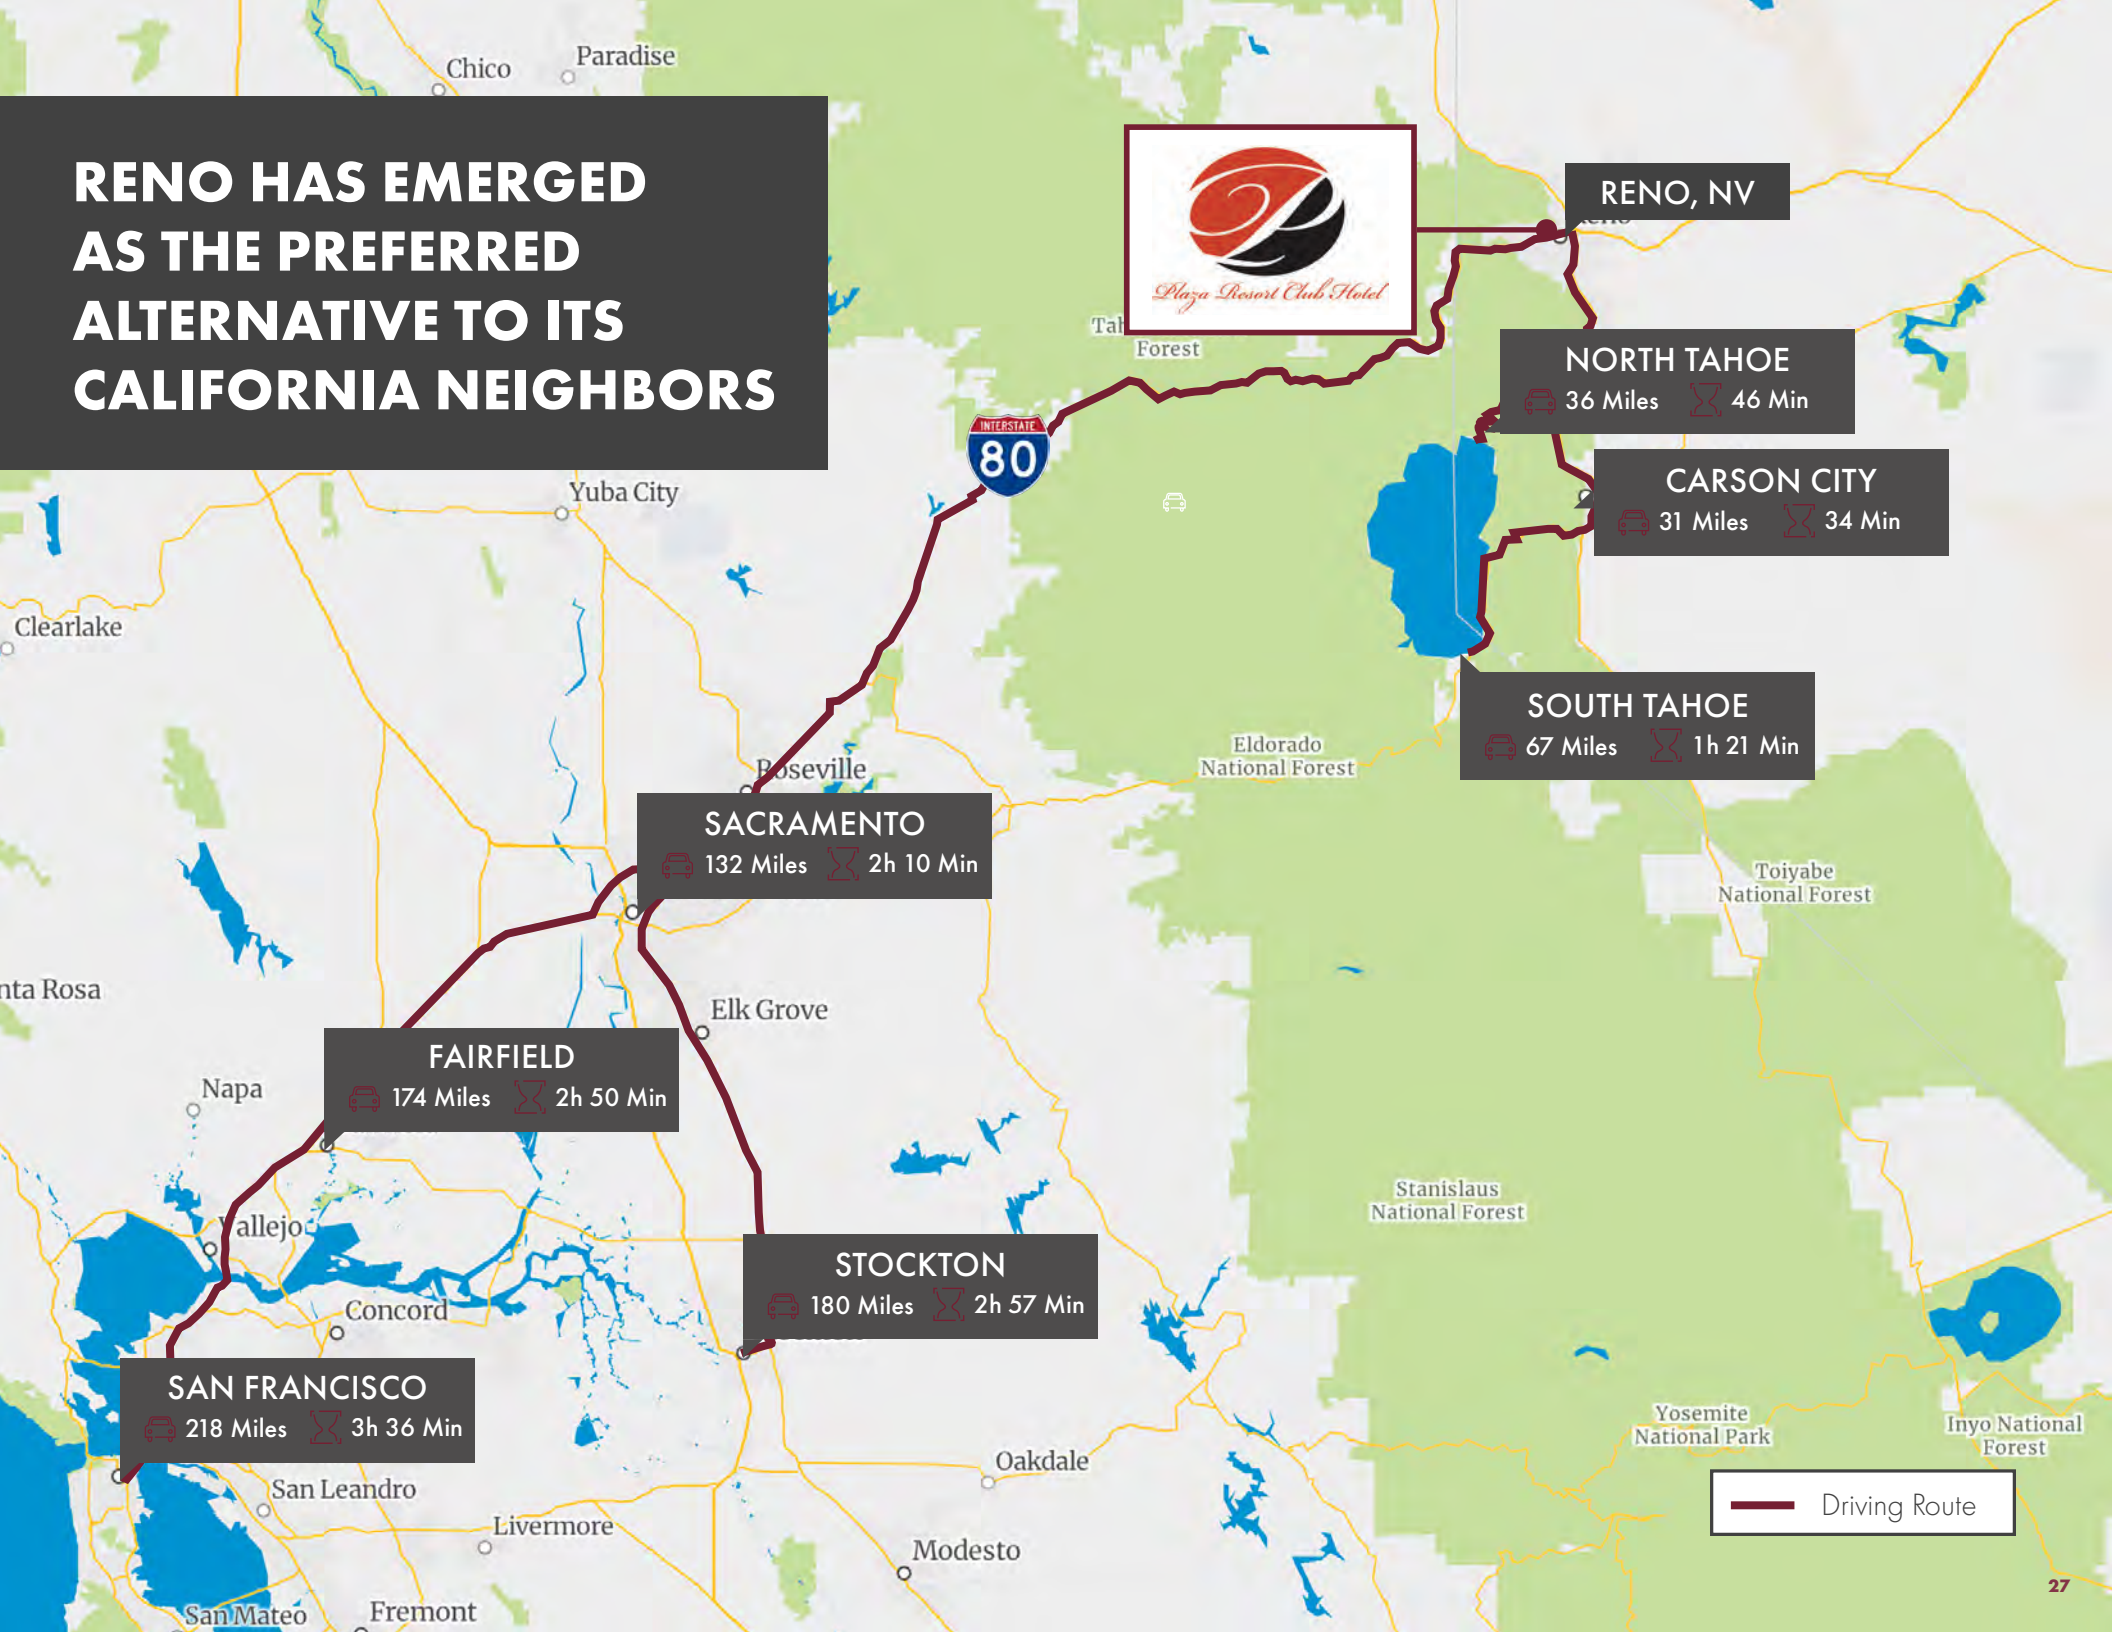 Chico
Paradise
RENO HAS EMERGED
AS THE PREFERRED
ALTERNATIVE TO ITS
CALIFORNIA NEIGHBORS
Plaza Resort Club Hotel
RENO, NV
Forest
NORTH TAHOE
36 Miles 46 Min
INTERSTATE
80
CARSON CITY
31 Miles 34 Min
Yuba City
Clearlake
SOUTH TAHOE
67 Miles 1h 21 Min
Eldorado
National Forest
Roseville
SACRAMENTO
132 Miles 2h 10 Min
Toiyabe
National Forest
nta Rosa
Elk Grove
FAIRFIELD
174 Miles 2h 50 Min
Napa
Stanislaus
National Forest
Vallejo
STOCKTON
180 Miles 2h 57 Min
Concord
SAN FRANCISCO
218 Miles 3h 36 Min
Yosemite
National Park
Inyo National
Forest
Oakdale
San Leandro
Driving Route
Livermore
Modesto
27
San Mateo
Fremont